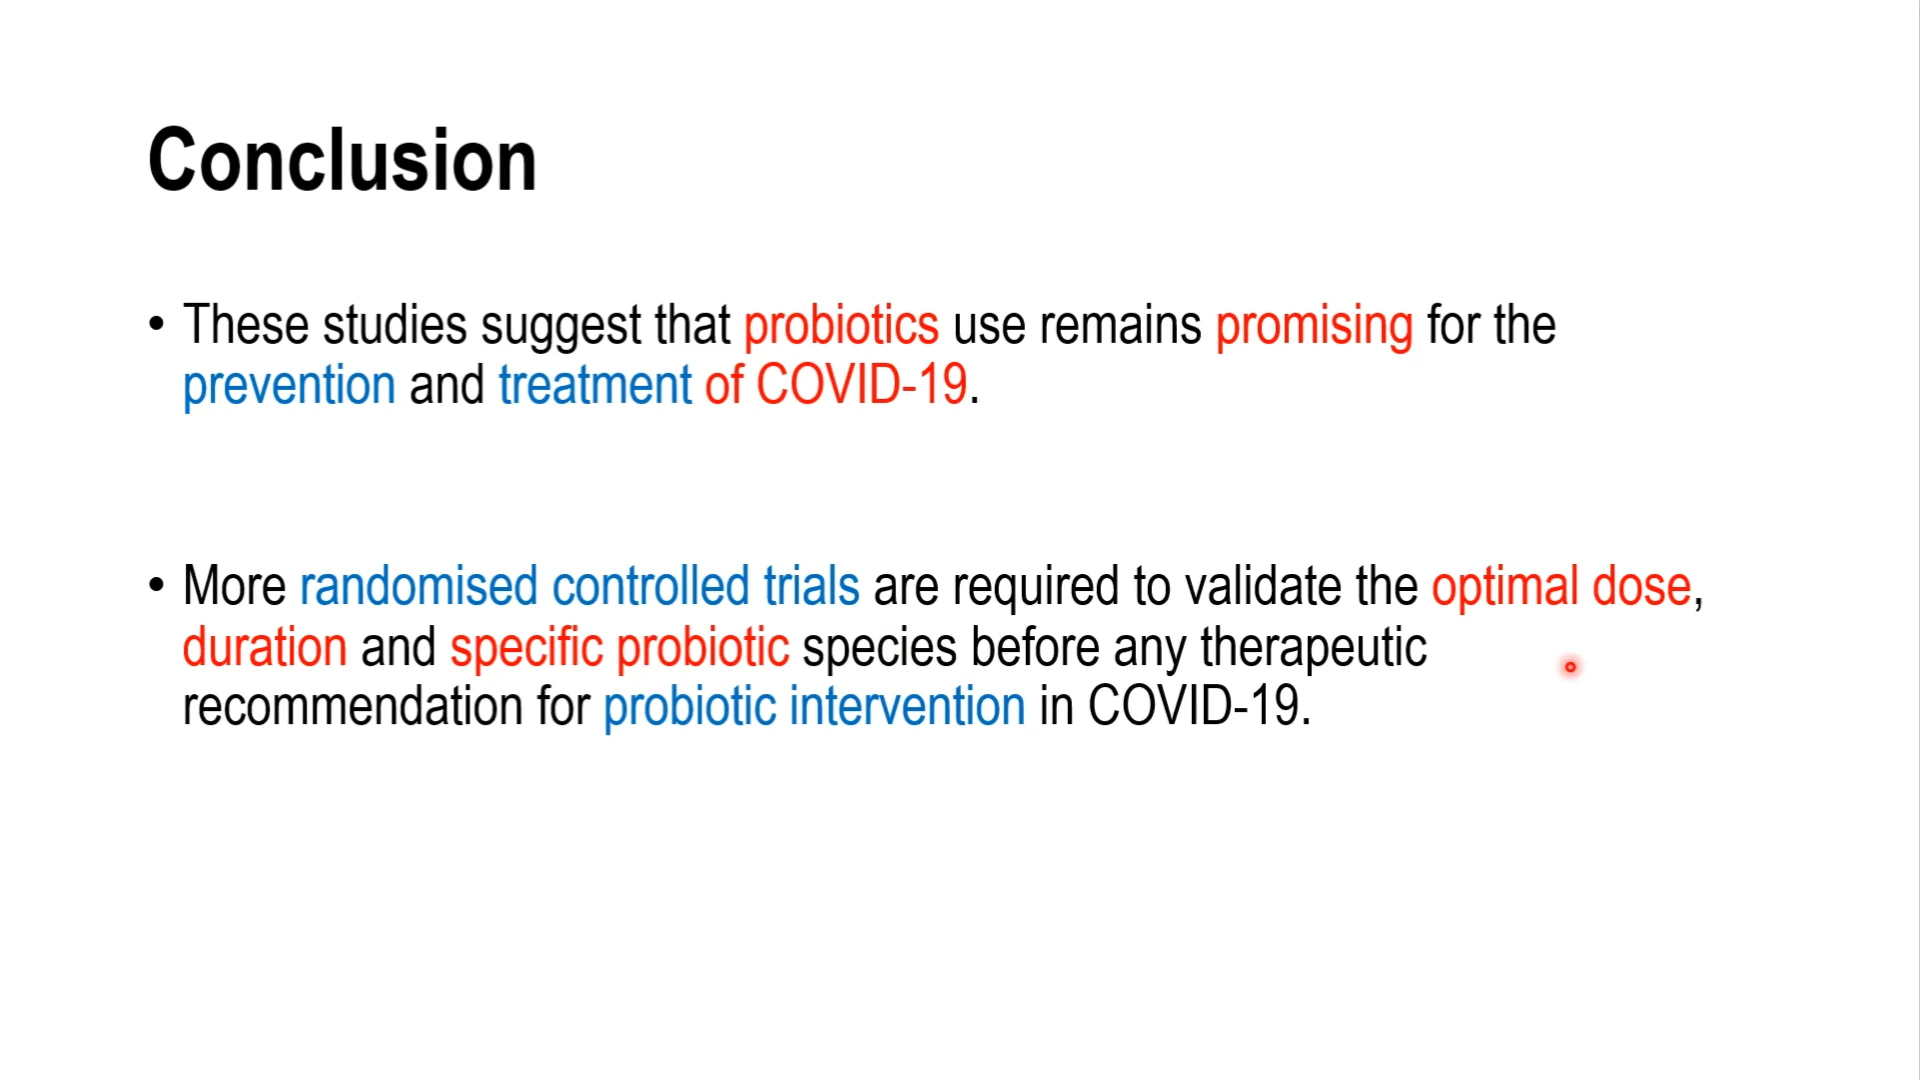 Conclusion
• These studies suggest that probiotics use remains promising for the
prevention and treatment of COVID-19.
• More randomised controlled trials are required to validate the optimal dose,
duration and specific probiotic species before any therapeutic
recommendation for probiotic intervention in COVID-19.